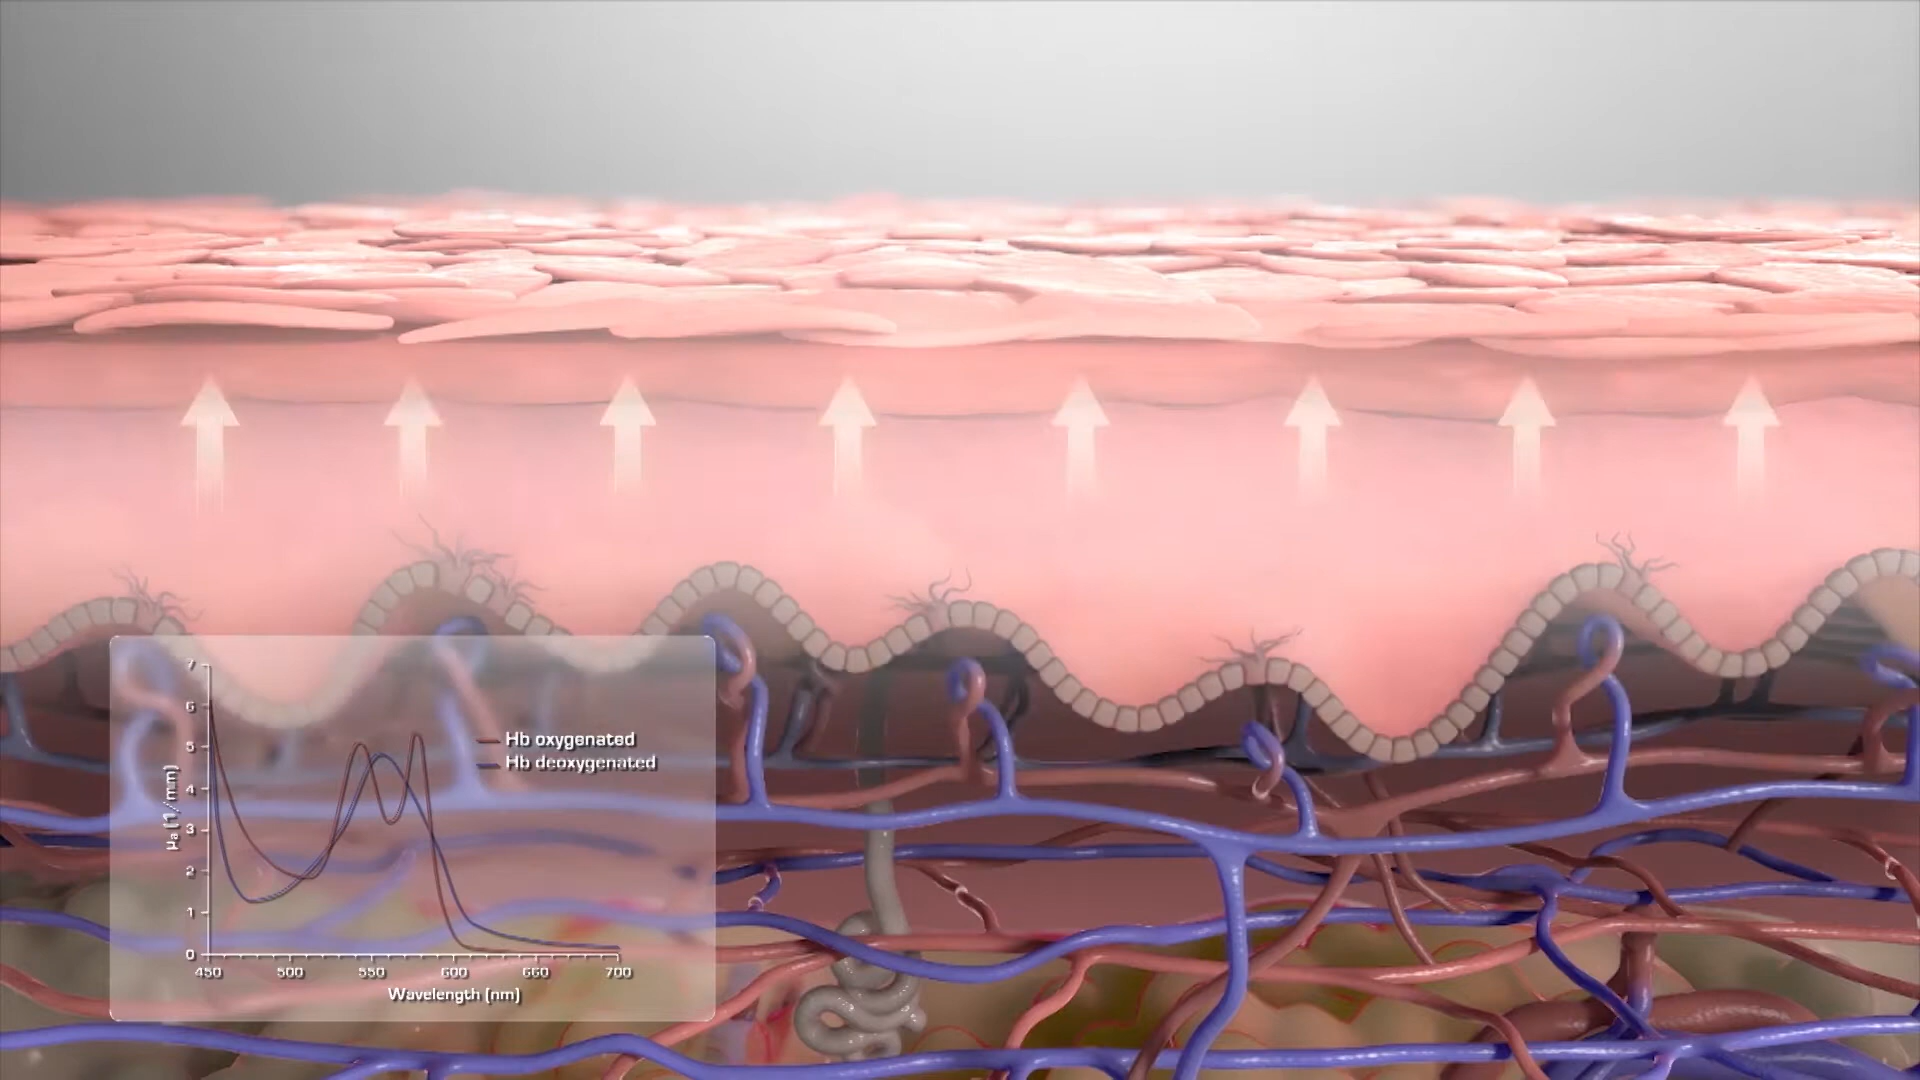 7
6
5
4
3
2
1
0
μa (1/mm)
Hb oxygenated
Hb deoxygenated
450 500 550 600 650 700
Wavelength (nm)